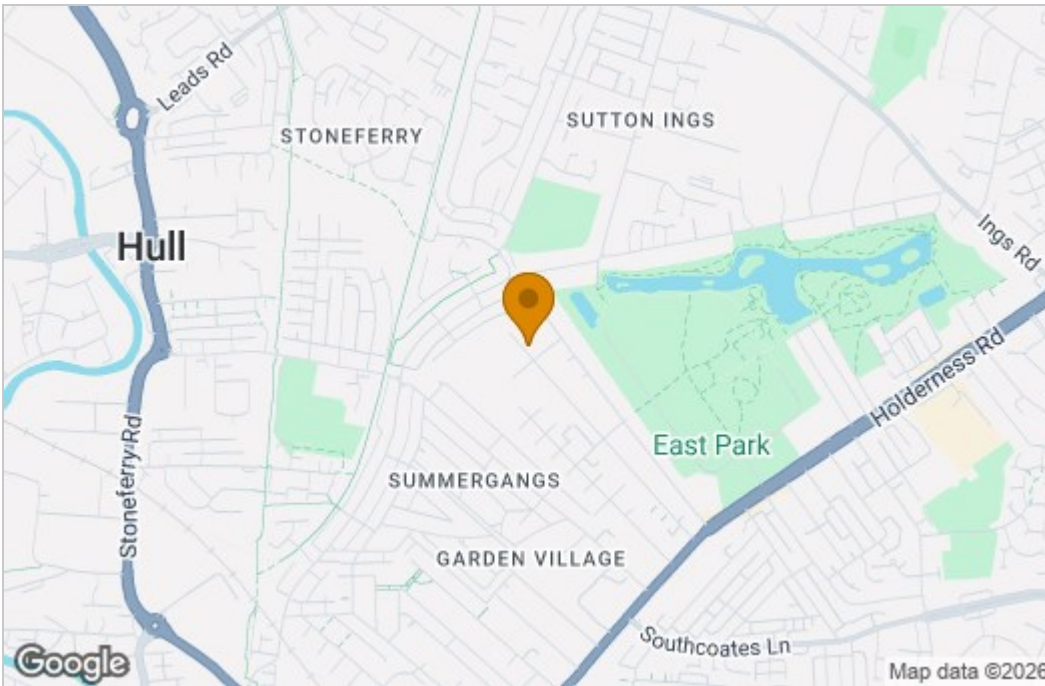 Leads Rd
SUTTON INGS
STONEFERRY
Ings Rd
Hull
Holderness Rd
East Park
Stoneferry Rd
SUMMERGANGS
GARDEN VILLAGE
Southcoates Ln
Google
Map data ©2026